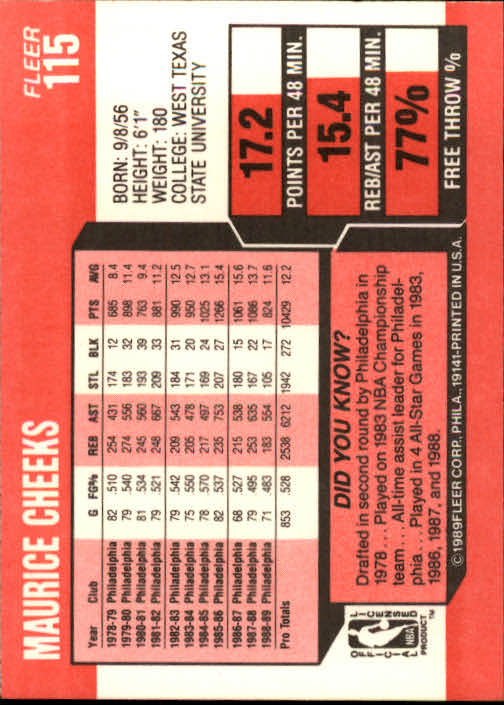 MAURICE CHEEKS
FLEER
115
BORN: 9/8/56
HEIGHT: 6'1"
WEIGHT: 180
COLLEGE: WEST TEXAS
STATE UNIVERSITY
17.2
POINTS PER 48 MIN.
15.4
REB/AST PER 48 MIN.
77%
FREE THROW %
Year Club G FG% REB AST STL BLK PTS AVG
1978-79 Philadelphia 82 .510 254 431 174 12 685 8.4
1979-80 Philadelphia 79 .540 274 556 183 32 898 11.4
1980-81 Philadelphia 81 .534 245 560 193 39 763 9.4
1981-82 Philadelphia 79 .521 248 667 209 33 881 11.2
1982-83 Philadelphia 79 .542 209 543 184 31 990 12.5
1983-84 Philadelphia 75 .550 205 478 171 20 950 12.7
1984-85 Philadelphia 78 .570 217 497 169 24 1025 13.1
1985-86 Philadelphia 82 .537 235 753 207 27 1266 15.4
1986-87 Philadelphia 68 .527 215 538 180 15 1061 15.6
1987-88 Philadelphia 79 .495 253 635 167 22 1086 13.7
1988-89 Philadelphia 71 .483 183 554 105 17 824 11.6
Pro Totals 853 .528 2538 6212 1942 272 10429 12.2
DID YOU KNOW?
Drafted in second round by Philadelphia in
1978 . . . Played on 1983 NBA Championship
team . . . All-time assist leader for Philadel-
phia . . . Played in 4 All-Star Games in 1983,
1986, 1987, and 1988.
OFFICIAL LICENSED
NBA
PRODUCT ™
©1989 FLEER CORP., PHILA., 19141-PRINTED IN U.S.A.